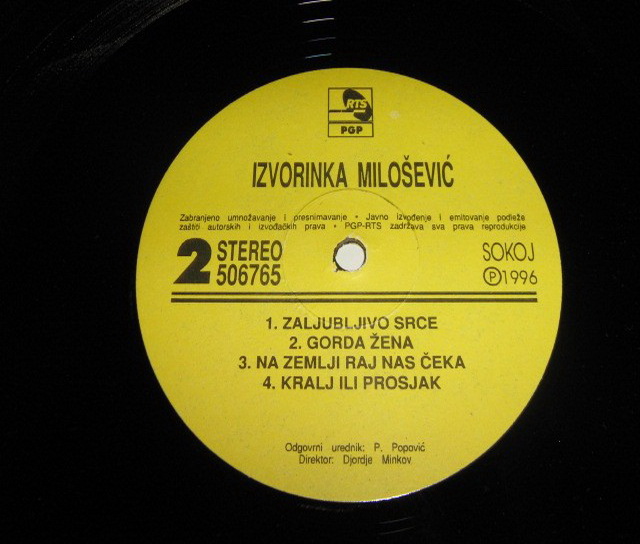 RTS
PGP
IZVORINKA MILOŠEVIĆ
Zabranjeno umnožavanje i presnimavanje • Javno izvođenje i emitovanje podleže
zaštiti autorskih i izvođačkih prava • PGP-RTS zadržava sva prava reprodukcije
2 STEREO
506765
SOKOJ
Ⓟ1996
1. ZALJUBLJIVO SRCE
2. GORDA ŽENA
3. NA ZEMLJI RAJ NAS ČEKA
4. KRALJ ILI PROSJAK
Odgovrni urednik: P. Popović
Direktor: Djordje Minkov